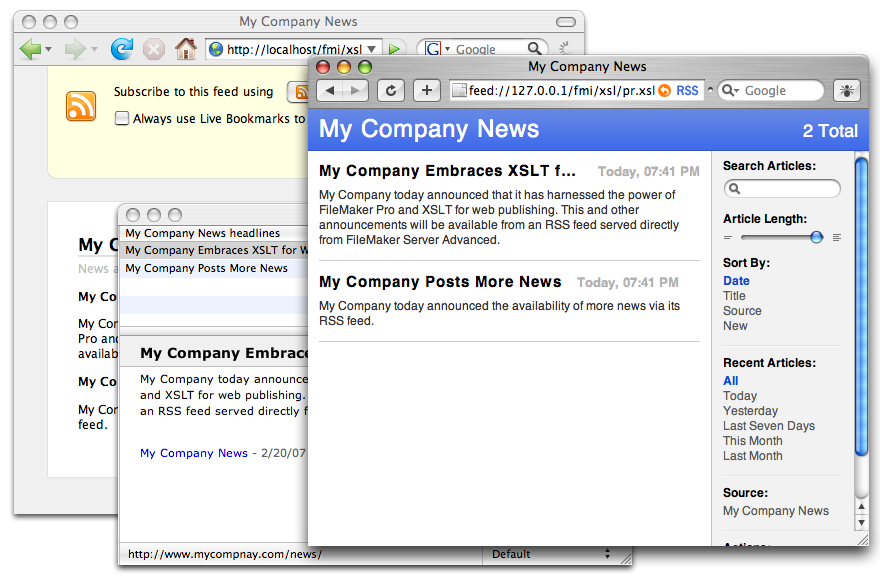 My Company News
http://localhost/fmi/xsl
Google
Subscribe to this feed using
Always use Live Bookmarks to
My C
News a
My Co
My Com
Pro and
availab
My Co
My Com
feed.
My Company News headlines
My Company Embraces XSLT for W
My Company Posts More News
My Company Embrace
My Company today announce
and XSLT for web publishing.
an RSS feed served directly f
My Company News - 2/20/07
http://www.mycompnay.com/news/
Default
My Company News
feed://127.0.0.1/fmi/xsl/pr.xsl
RSS
Google
My Company News
2 Total
My Company Embraces XSLT f...
Today, 07:41 PM
My Company today announced that it has harnessed the power of
FileMaker Pro and XSLT for web publishing. This and other
announcements will be available from an RSS feed served directly
from FileMaker Server Advanced.
My Company Posts More News
Today, 07:41 PM
My Company today announced the availability of more news via its
RSS feed.
Search Articles:
Article Length:
Sort By:
Date
Title
Source
New
Recent Articles:
All
Today
Yesterday
Last Seven Days
This Month
Last Month
Source:
My Company News
Actions: